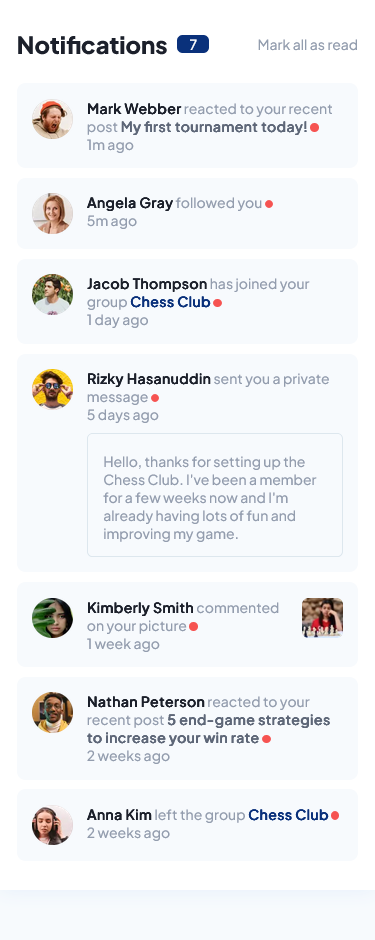 Notifications 7 Mark all as read
Mark Webber reacted to your recent
post My first tournament today!
1m ago
Angela Gray followed you
5m ago
Jacob Thompson has joined your
group Chess Club
1 day ago
Rizky Hasanuddin sent you a private
message
5 days ago
Hello, thanks for setting up the
Chess Club. I've been a member
for a few weeks now and I'm
already having lots of fun and
improving my game.
Kimberly Smith commented
on your picture
1 week ago
Nathan Peterson reacted to your
recent post 5 end-game strategies
to increase your win rate
2 weeks ago
Anna Kim left the group Chess Club
2 weeks ago